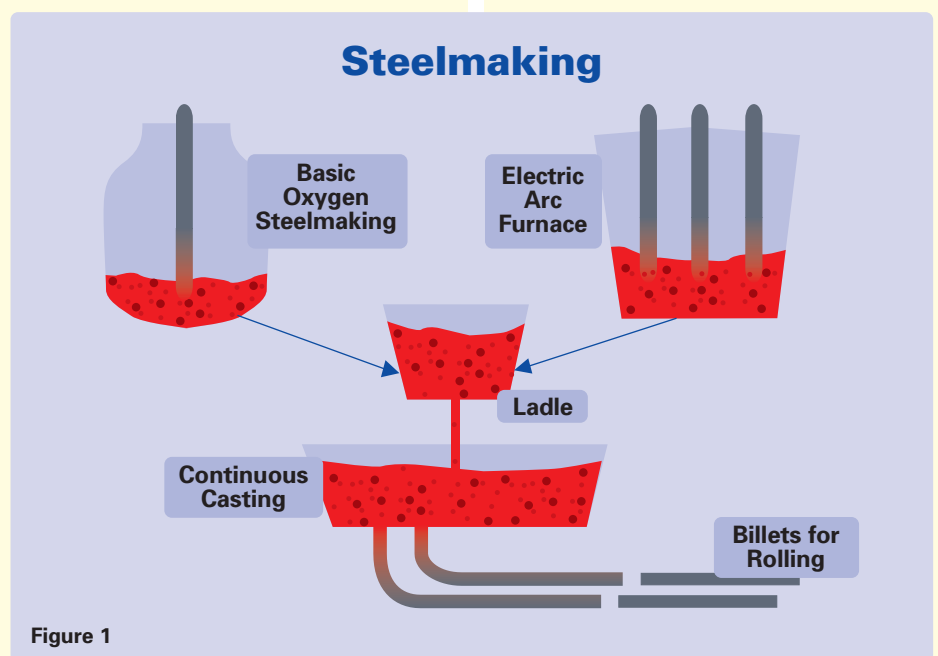 Steelmaking
Basic
Oxygen
Steelmaking
Electric
Arc
Furnace
Ladle
Continuous
Casting
Billets for
Rolling
Figure 1